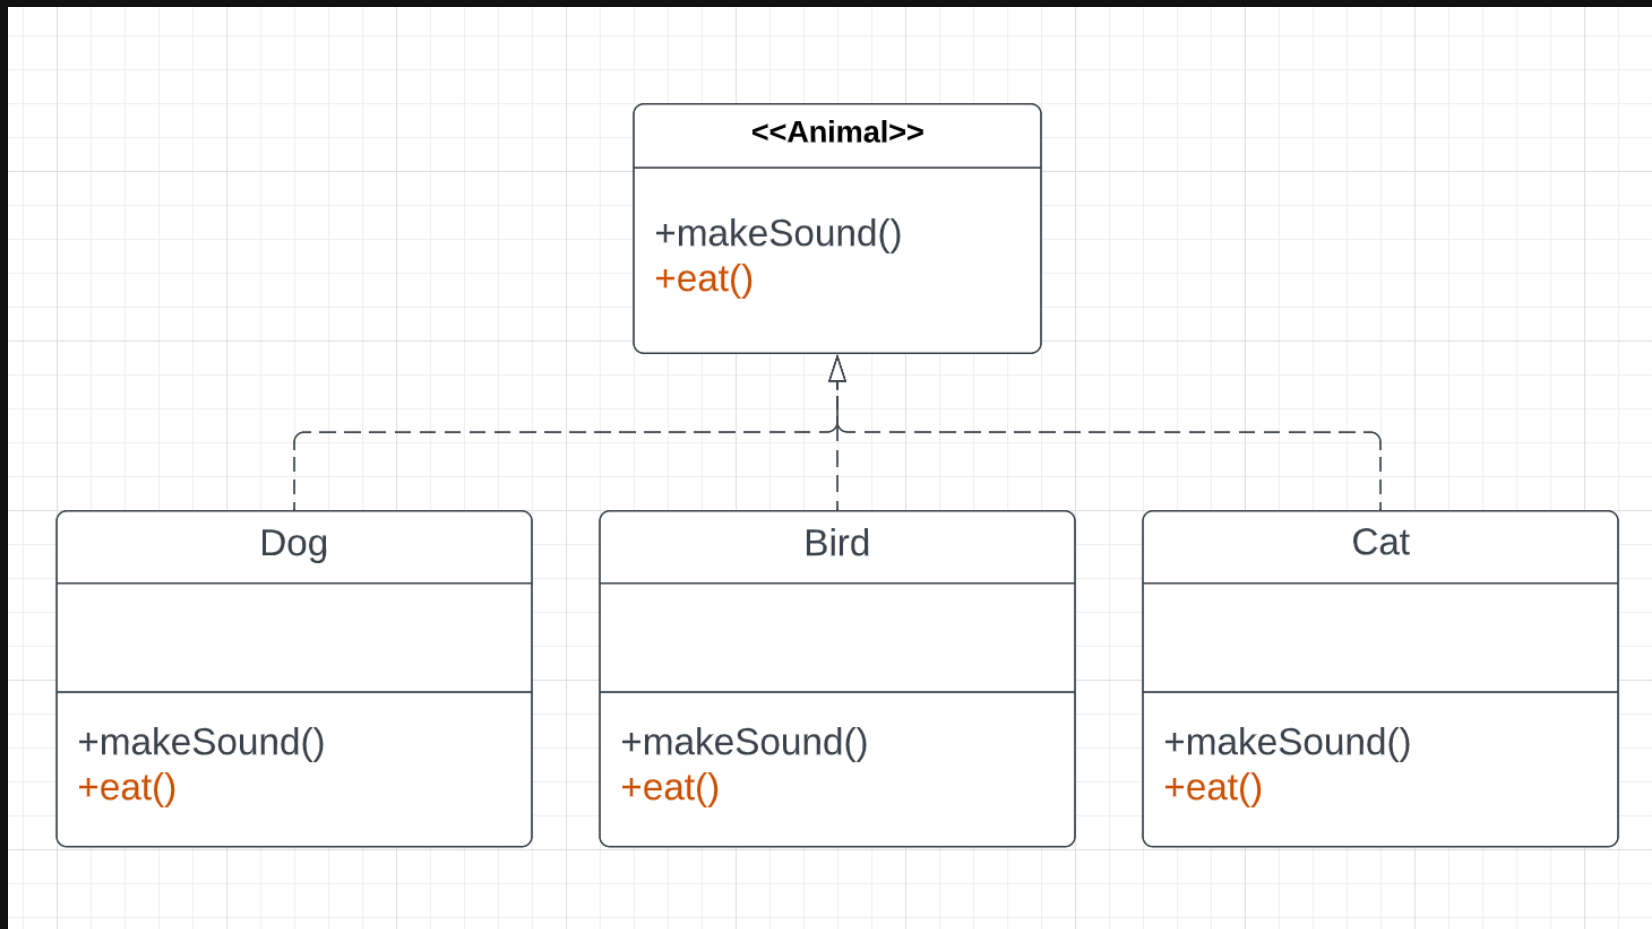 <<Animal>>
+makeSound()
+eat()
Dog
+makeSound()
+eat()
Bird
+makeSound()
+eat()
Cat
+makeSound()
+eat()